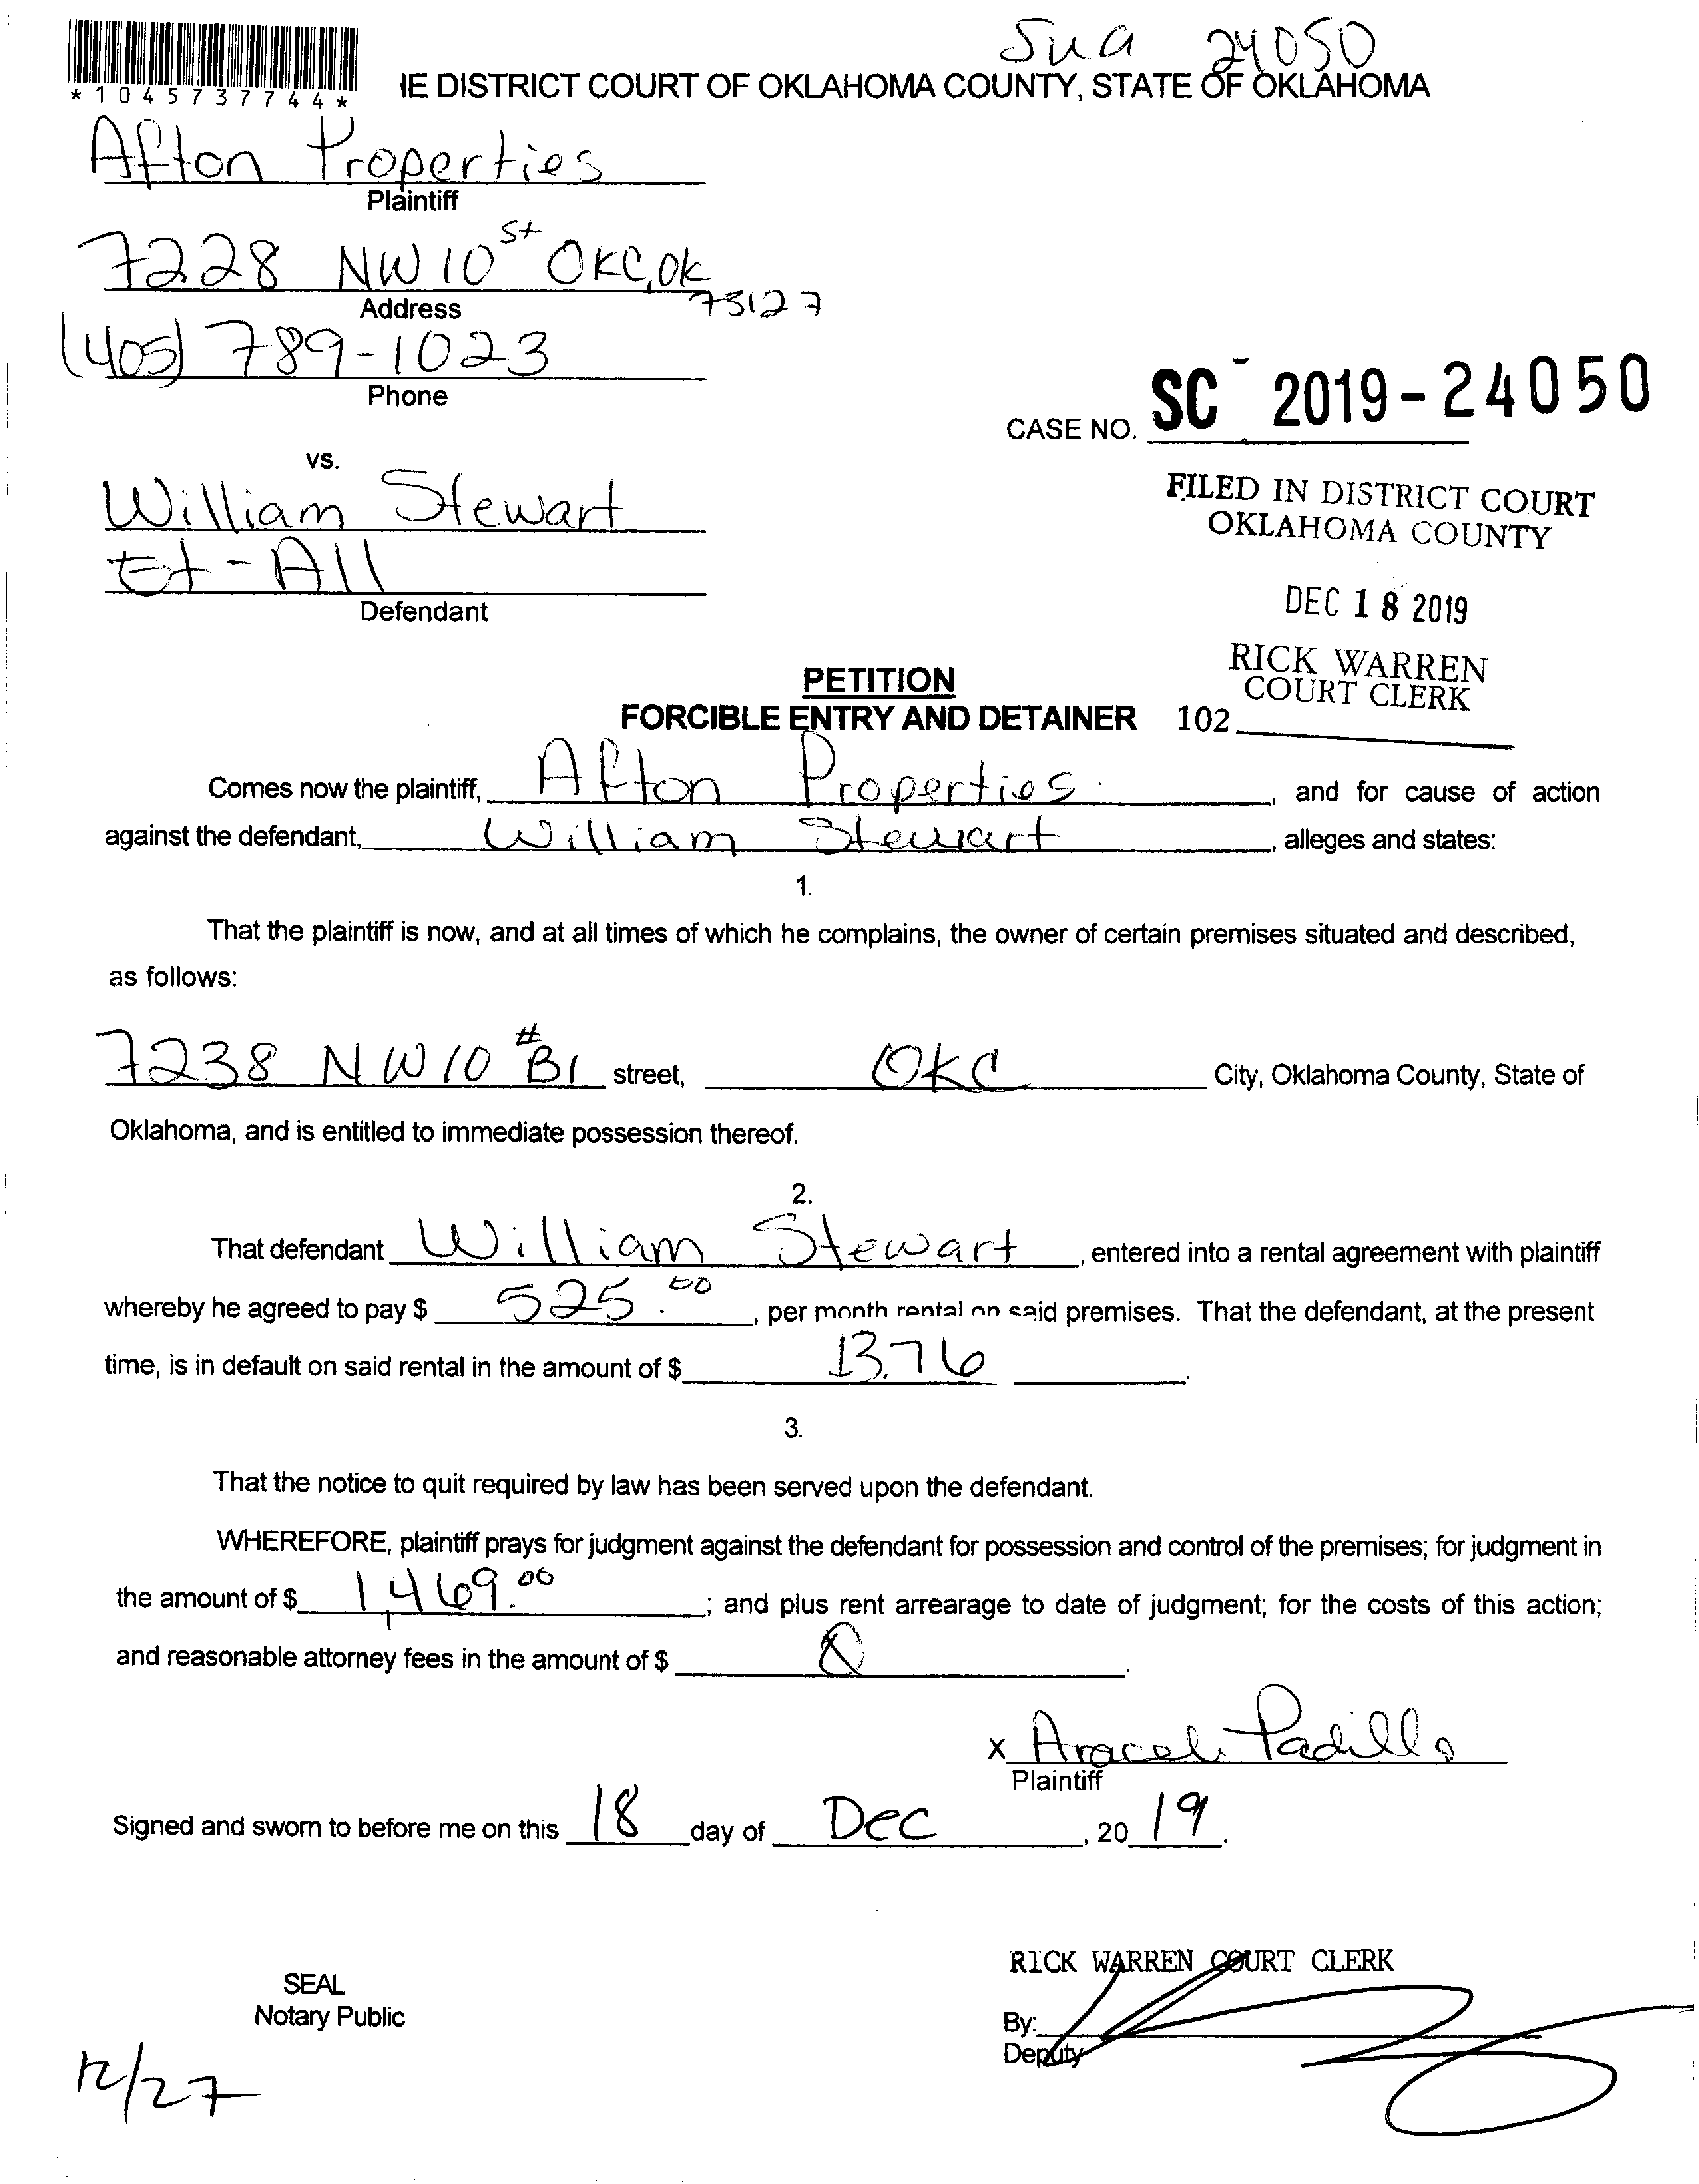 Sua 24050
*1045737744*
IE DISTRICT COURT OF OKLAHOMA COUNTY, STATE OF OKLAHOMA
Afton Properties
Plaintiff
7228 NW 10 St OKC, OK
73127
Address
(405) 789-1023
Phone
CASE NO. SC 2019-24050
vs.
William Stewart
Et-All
Defendant
FILED IN DISTRICT COURT
OKLAHOMA COUNTY
DEC 18 2019
RICK WARREN
COURT CLERK
102
PETITION
FORCIBLE ENTRY AND DETAINER
Comes now the plaintiff, Afton Properties, and for cause of action
against the defendant, William Stewart, alleges and states:
1.
That the plaintiff is now, and at all times of which he complains, the owner of certain premises situated and described,
as follows:
7238 NW 10 #B1 street, OKC City, Oklahoma County, State of
Oklahoma, and is entitled to immediate possession thereof.
2.
That defendant William Stewart, entered into a rental agreement with plaintiff
whereby he agreed to pay $ 525.00, per month rental on said premises. That the defendant, at the present
time, is in default on said rental in the amount of $ 13.76.
3.
That the notice to quit required by law has been served upon the defendant.
WHEREFORE, plaintiff prays for judgment against the defendant for possession and control of the premises; for judgment in
the amount of $ 1,469.00; and plus rent arrearage to date of judgment; for the costs of this action;
and reasonable attorney fees in the amount of $
x Araceli Padilla
Plaintiff
Signed and sworn to before me on this 18 day of Dec, 20 19.
RICK WARREN COURT CLERK
SEAL
Notary Public
By:
Deputy
12/27